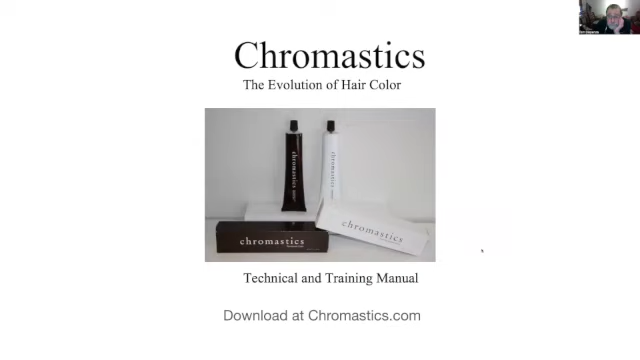 Chromastics
The Evolution of Hair Color
chromastics
chromastics
chromastics
chromastics
Technical and Training Manual
Download at Chromastics.com